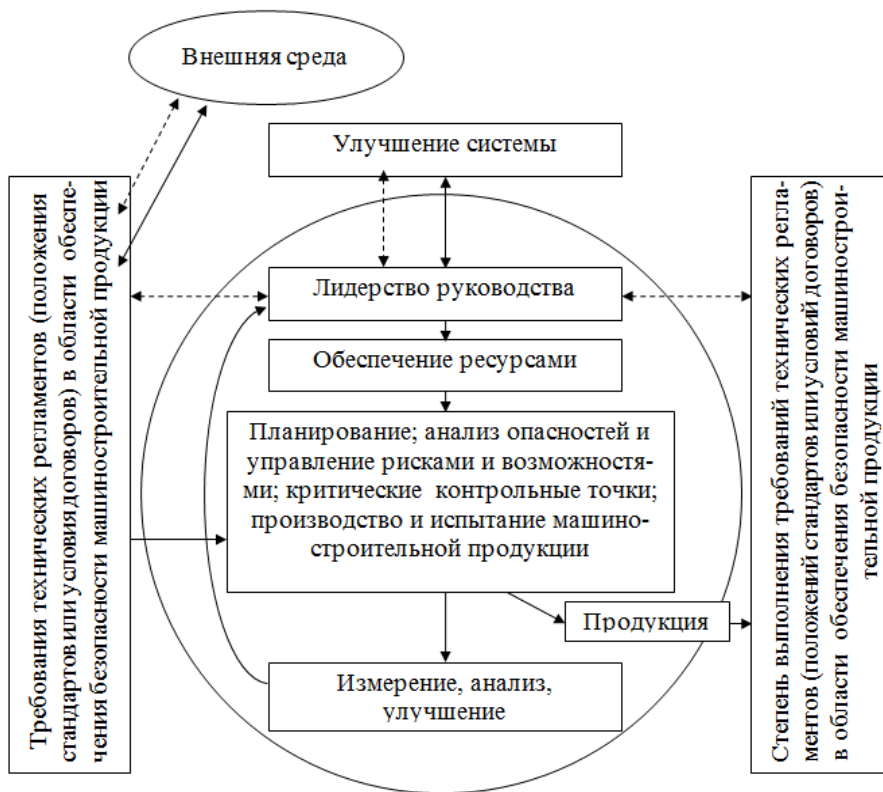 Внешняя среда
Улучшение системы
Требования технических регламентов (положения
стандартов или условия договоров) в области обеспе-
чения безопасности машиностроительной продукции
Лидерство руководства
Обеспечение ресурсами
Планирование; анализ опасностей и
управление рисками и возможностя-
ми; критические контрольные точки;
производство и испытание машино-
строительной продукции
Продукция
Измерение, анализ,
улучшение
Степень выполнения требований технических регла-
ментов (положений стандартов или условий договоров)
в области обеспечения безопасности машинострои-
тельной продукции